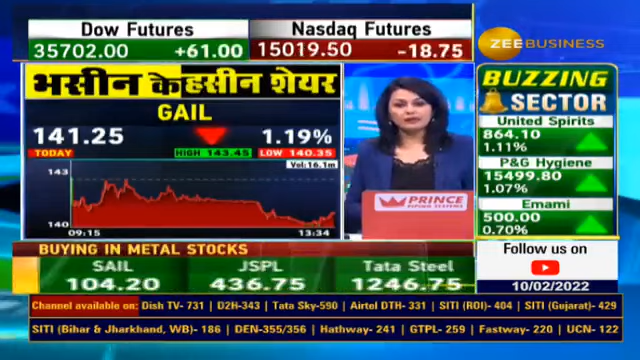 Dow Futures
35702.00 +61.00
Nasdaq Futures
15019.50 -18.75
ZEE BUSINESS
भसीन के हसीन शेयर
GAIL
141.25 1.19%
TODAY HIGH 143.45 LOW 140.35
Vol: 16.1m
143
140
09:15 13:34
PRINCE
PIPING SYSTEMS
BUZZING
SECTOR
United Spirits
864.10
1.11%
P&G Hygiene
15499.80
1.07%
Emami
500.00
0.70%
BUYING IN METAL STOCKS
SAIL JSPL Tata Steel
104.20 436.75 1246.75
Follow us on
10/02/2022
Channel available on: Dish TV- 731 | D2H-343 | Tata Sky-590 | Airtel DTH- 331 | SITI (ROI)- 404 | SITI (Gujarat)- 429
SITI (Bihar & Jharkhand, WB)- 186 | DEN-355/356 | Hathway- 241 | GTPL- 259 | Fastway- 220 | UCN- 122